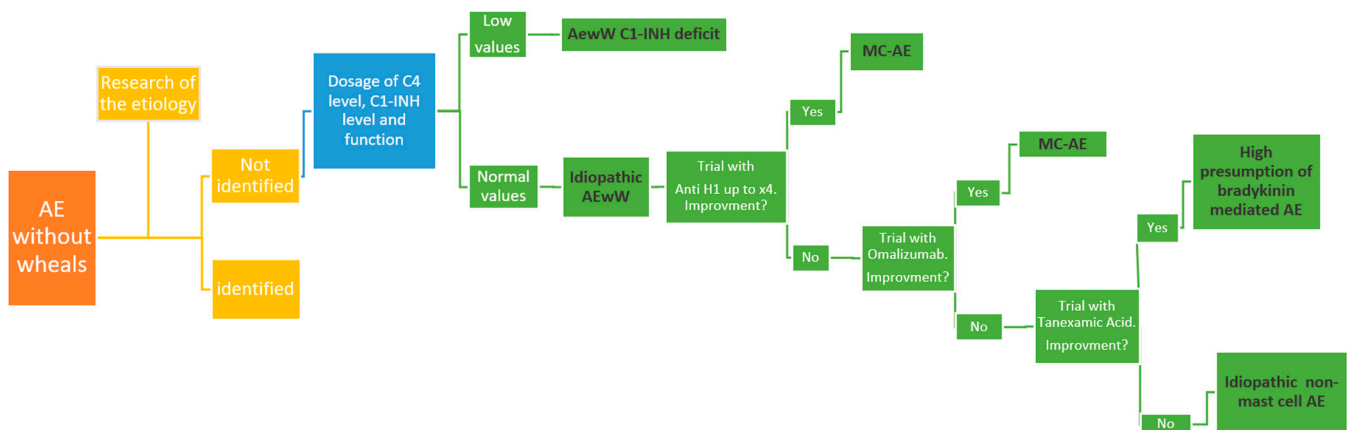 AE
without
wheals
Research of
the etiology
Not
identified
identified
Dosage of C4
level, C1-INH
level and
function
Low
values
AewW C1-INH deficit
Normal
values
Idiopathic
AEwW
Trial with
Anti H1 up to x4.
Improvment?
Yes
MC-AE
No
Trial with
Omalizumab.
Improvment?
Yes
MC-AE
No
Trial with
Tanexamic Acid.
Improvment?
Yes
High
presumption of
bradykinin
mediated AE
No
Idiopathic non-
mast cell AE